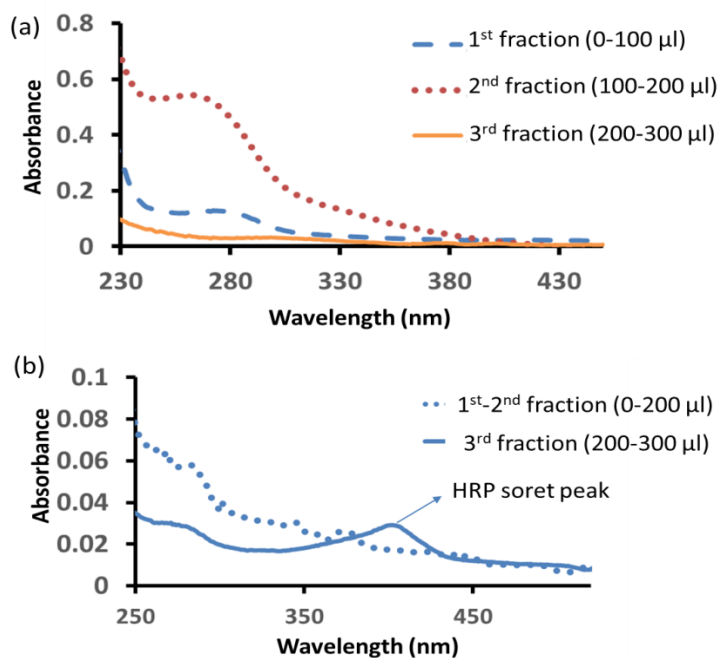 (a)
0.8
0.6
0.4
0.2
0
Absorbance
1st fraction (0-100 µl)
2nd fraction (100-200 µl)
3rd fraction (200-300 µl)
230 280 330 380 430
Wavelength (nm)
(b)
0.1
0.08
0.06
0.04
0.02
0
Absorbance
1st-2nd fraction (0-200 µl)
3rd fraction (200-300 µl)
HRP soret peak
250 350 450
Wavelength (nm)